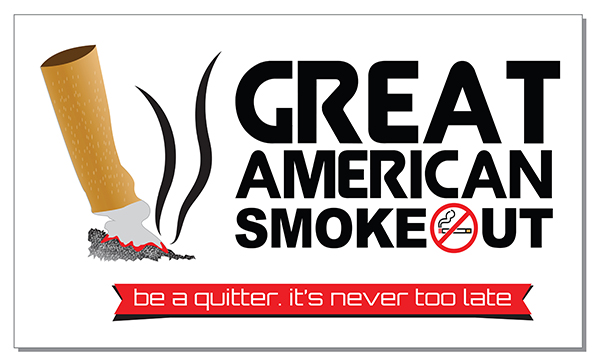 GREAT
AMERICAN
SMOKEOUT
be a quitter. it's never too late